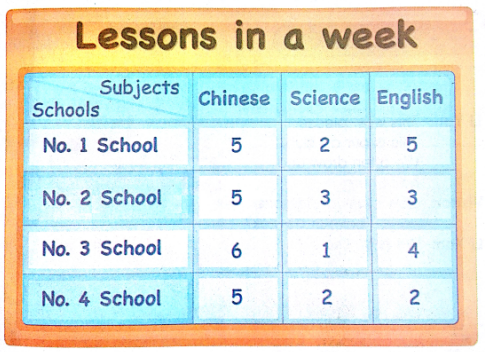 Lessons in a week
Subjects
Schools
Chinese Science English
No. 1 School 5 2 5
No. 2 School 5 3 3
No. 3 School 6 1 4
No. 4 School 5 2 2